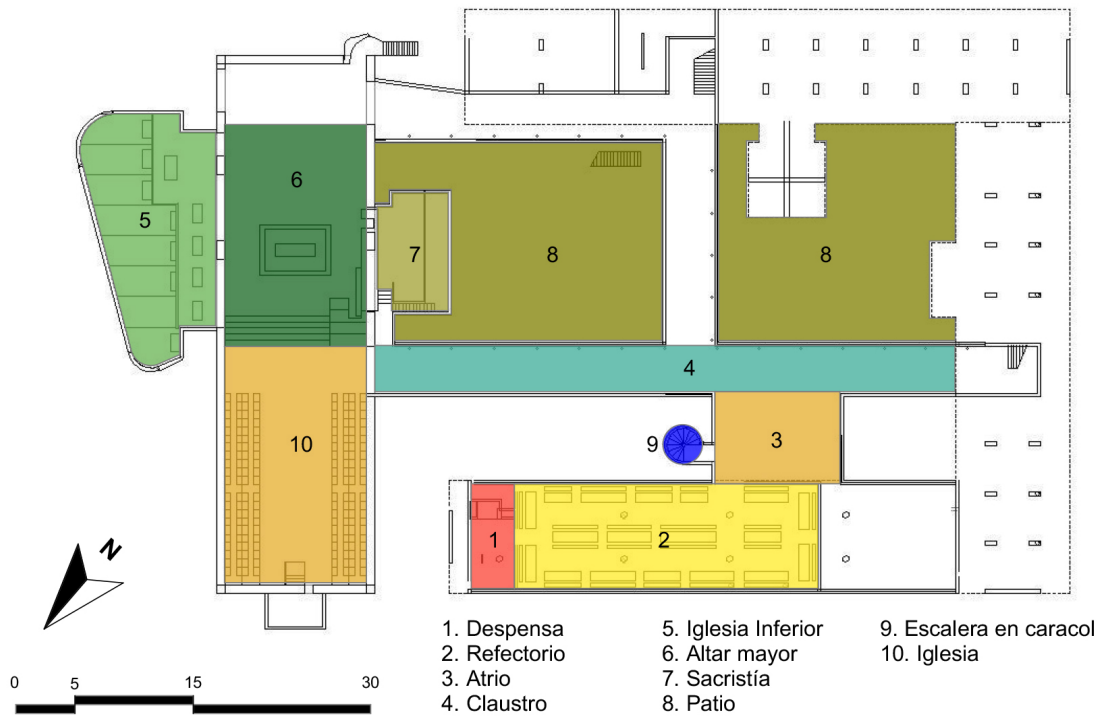 6
5
7
8
8
4
10
9
3
1
2
N
1. Despensa
2. Refectorio
3. Atrio
4. Claustro
5. Iglesia Inferior
6. Altar mayor
7. Sacristía
8. Patio
9. Escalera en caracol
10. Iglesia
0 5 15 30